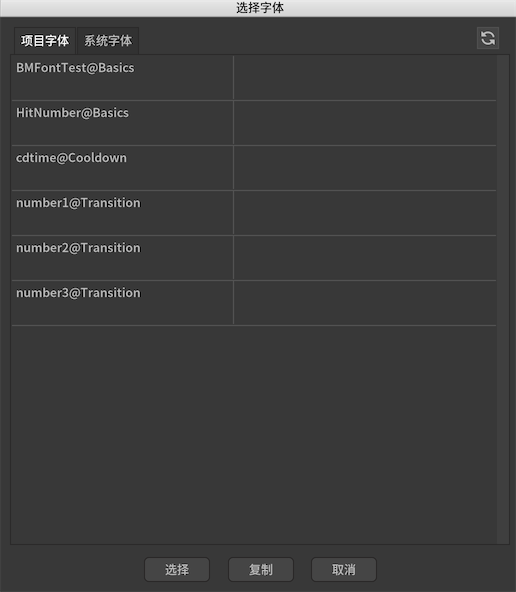 选择字体
项目字体 系统字体
BMFontTest@Basics
HitNumber@Basics
cdtime@Cooldown
number1@Transition
number2@Transition
number3@Transition
选择 复制 取消